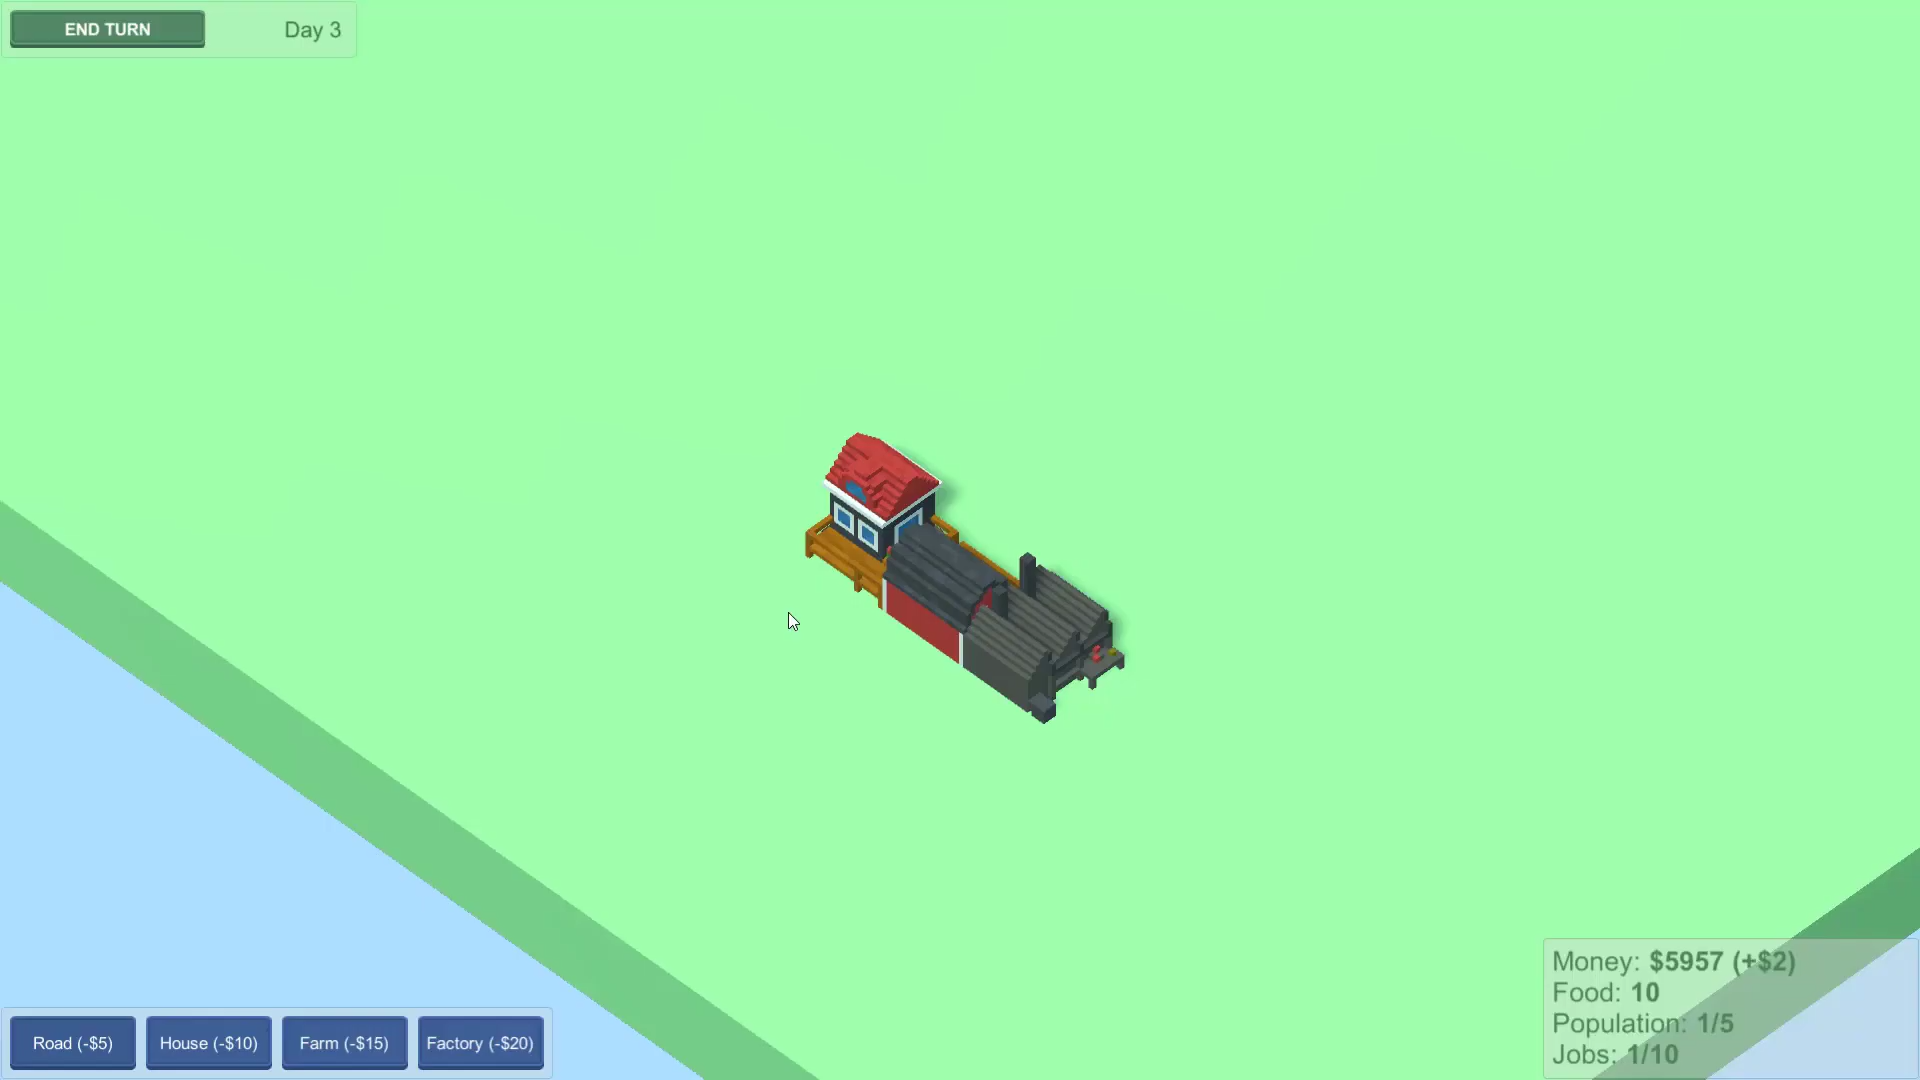 END TURN
Day 3
Road (-$5)
House (-$10)
Farm (-$15)
Factory (-$20)
Money: $5957 (+$2)
Food: 10
Population: 1/5
Jobs: 1/10